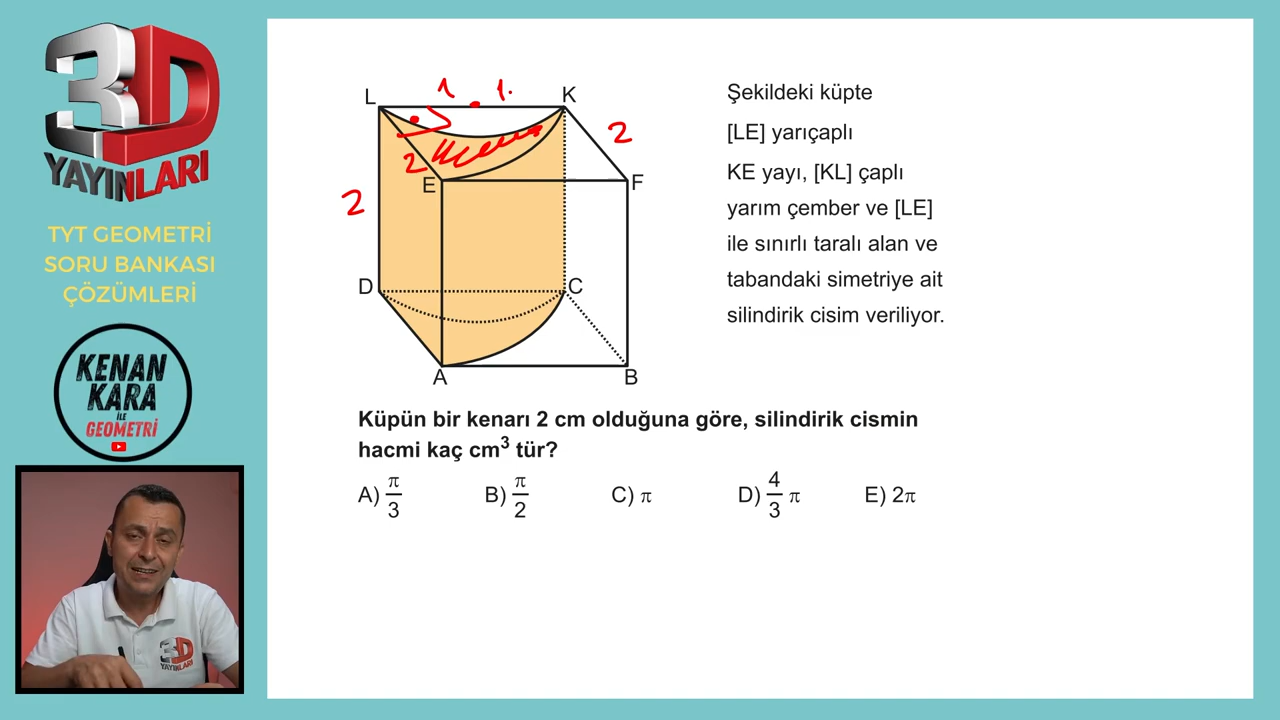 3D
YAYINLARI
TYT GEOMETRİ
SORU BANKASI
ÇÖZÜMLERİ
KENAN
KARA
İLE
GEOMETRİ
3D
YAYINLARI
L
1
1.
K
2
2
2
E
F
D
C
A
B
Şekildeki küpte
[LE] yarıçaplı
KE yayı, [KL] çaplı
yarım çember ve [LE]
ile sınırlı taralı alan ve
tabandaki simetriye ait
silindirik cisim veriliyor.
Küpün bir kenarı 2 cm olduğuna göre, silindirik cismin
hacmi kaç cm³ tür?
A) π/3 B) π/2 C) π D) 4/3 π E) 2π